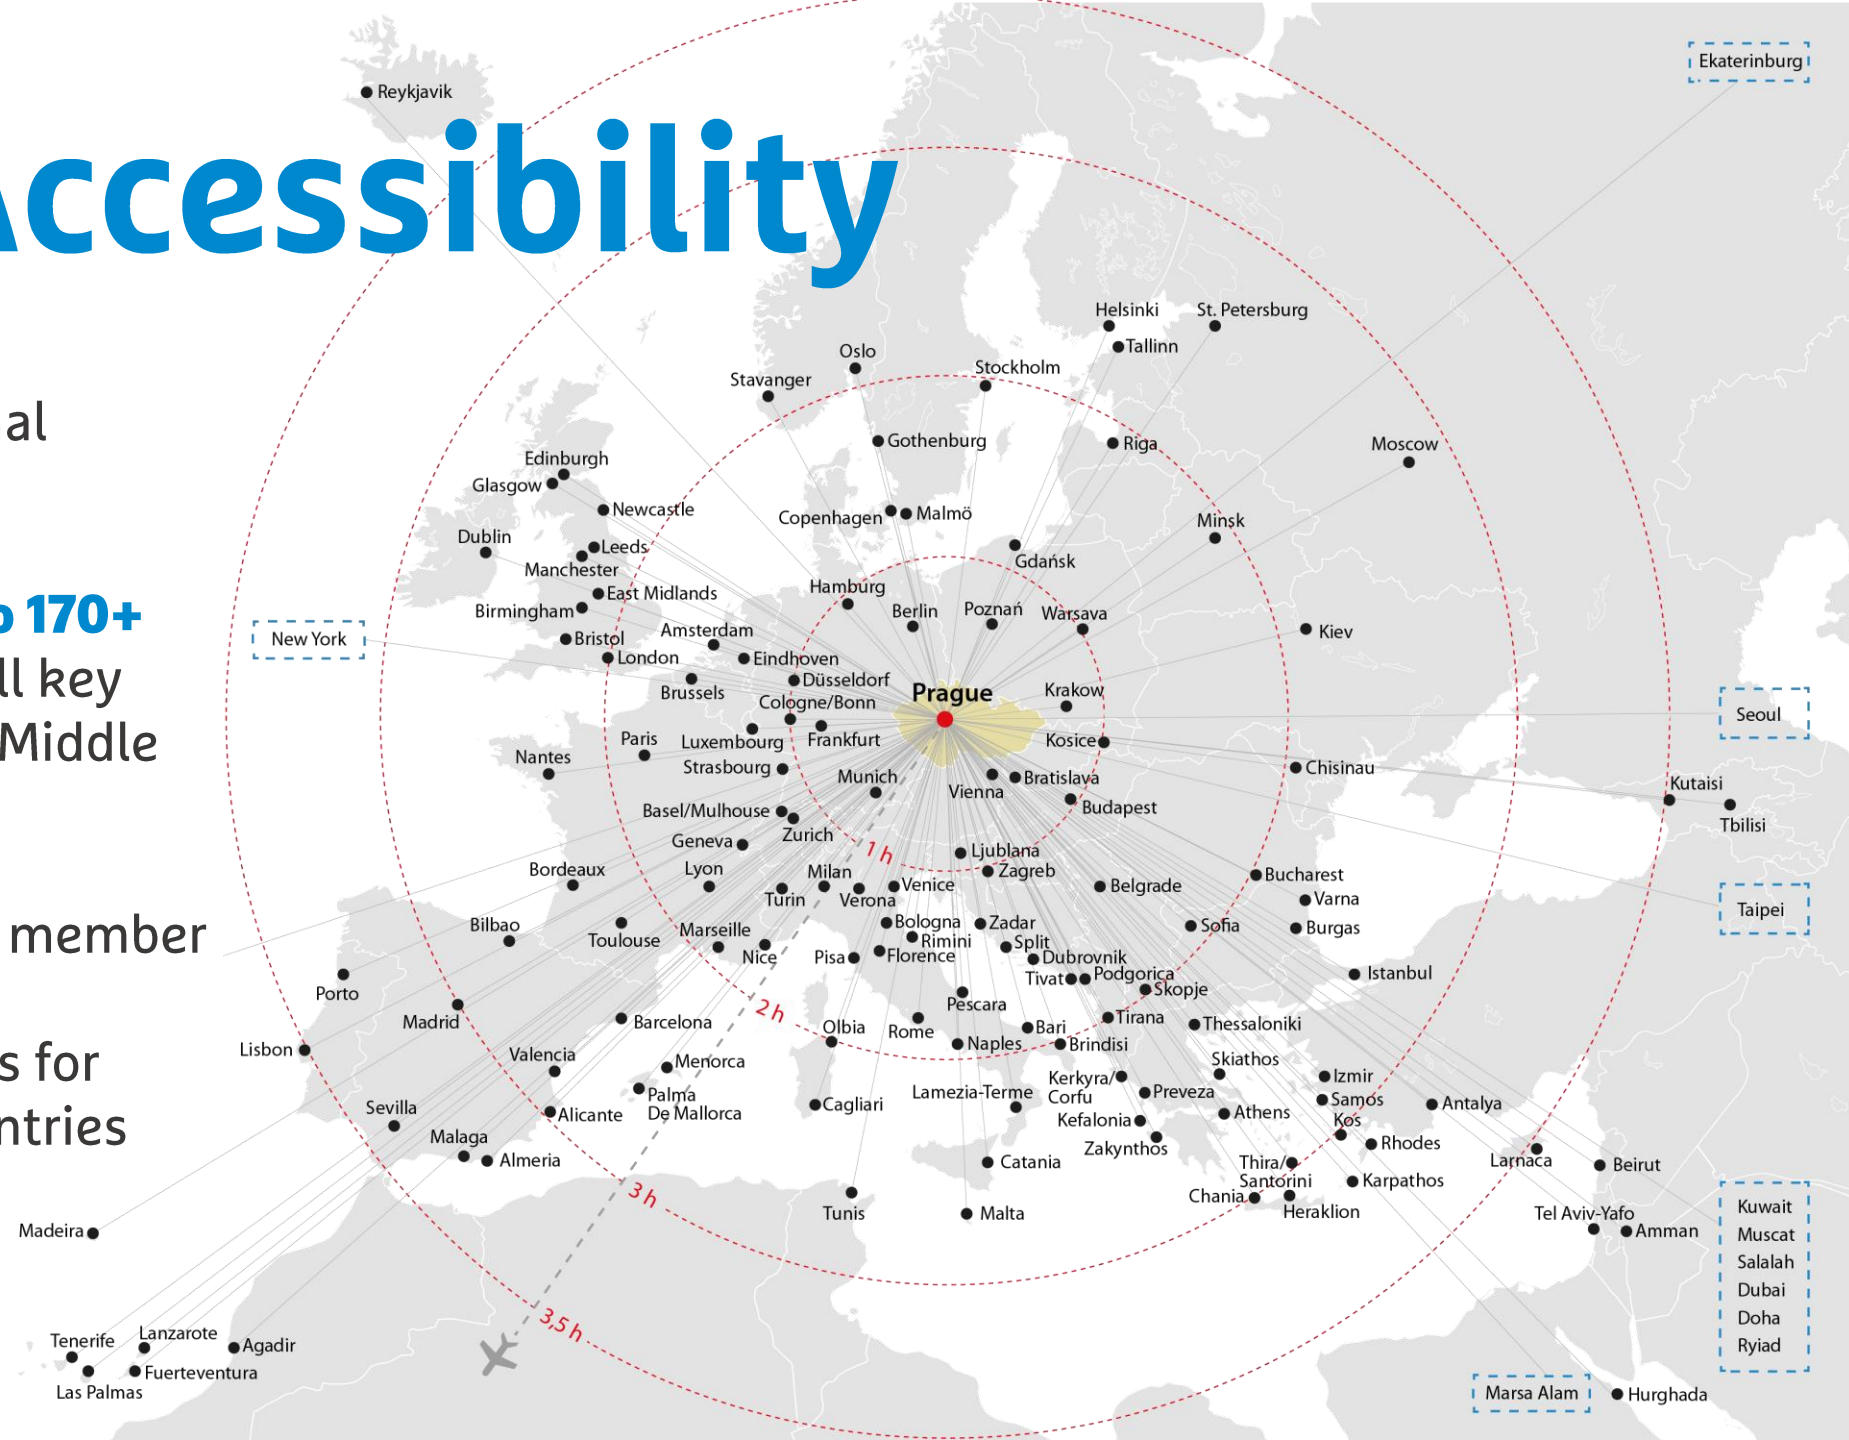 Accessibility
al
170+
ll key
Middle
member
s for
ntries
Reykjavik
Ekaterinburg
Helsinki
St. Petersburg
Tallinn
Oslo
Stockholm
Stavanger
Gothenburg
Riga
Moscow
Edinburgh
Glasgow
Newcastle
Copenhagen
Malmö
Minsk
Dublin
Leeds
Manchester
Gdańsk
East Midlands
Hamburg
Birmingham
Berlin
Poznań
Warsava
New York
Bristol
Amsterdam
Kiev
London
Eindhoven
Düsseldorf
Brussels
Prague
Krakow
Cologne/Bonn
Seoul
Paris
Luxembourg
Frankfurt
Kosice
Nantes
Strasbourg
Munich
Vienna
Bratislava
Chisinau
Kutaisi
Budapest
Tbilisi
Basel/Mulhouse
Zurich
Geneva
1 h
Ljublana
Bordeaux
Lyon
Milan
Zagreb
Bucharest
Turin
Verona
Venice
Belgrade
Varna
Taipei
Bilbao
Toulouse
Marseille
Bologna
Zadar
Sofia
Burgas
Nice
Rimini
Split
Pisa
Florence
Dubrovnik
Porto
Tivat
Podgorica
Istanbul
Skopje
2 h
Pescara
Madrid
Barcelona
Olbia
Rome
Bari
Tirana
Thessaloniki
Lisbon
Valencia
Naples
Brindisi
Menorca
Skiathos
Palma
De Mallorca
Lamezia-Terme
Kerkyra/
Corfu
Preveza
Izmir
Sevilla
Alicante
Cagliari
Kefalonia
Athens
Samos
Antalya
Kos
Malaga
Almeria
Zakynthos
Rhodes
Catania
Thira/
Santorini
Larnaca
Beirut
3 h
Karpathos
Chania
Heraklion
Tunis
Malta
Tel Aviv-Yafo
Amman
Madeira
Kuwait
Muscat
Salalah
Dubai
Doha
Ryiad
3,5 h
Tenerife
Lanzarote
Agadir
Las Palmas
Fuerteventura
Marsa Alam
Hurghada